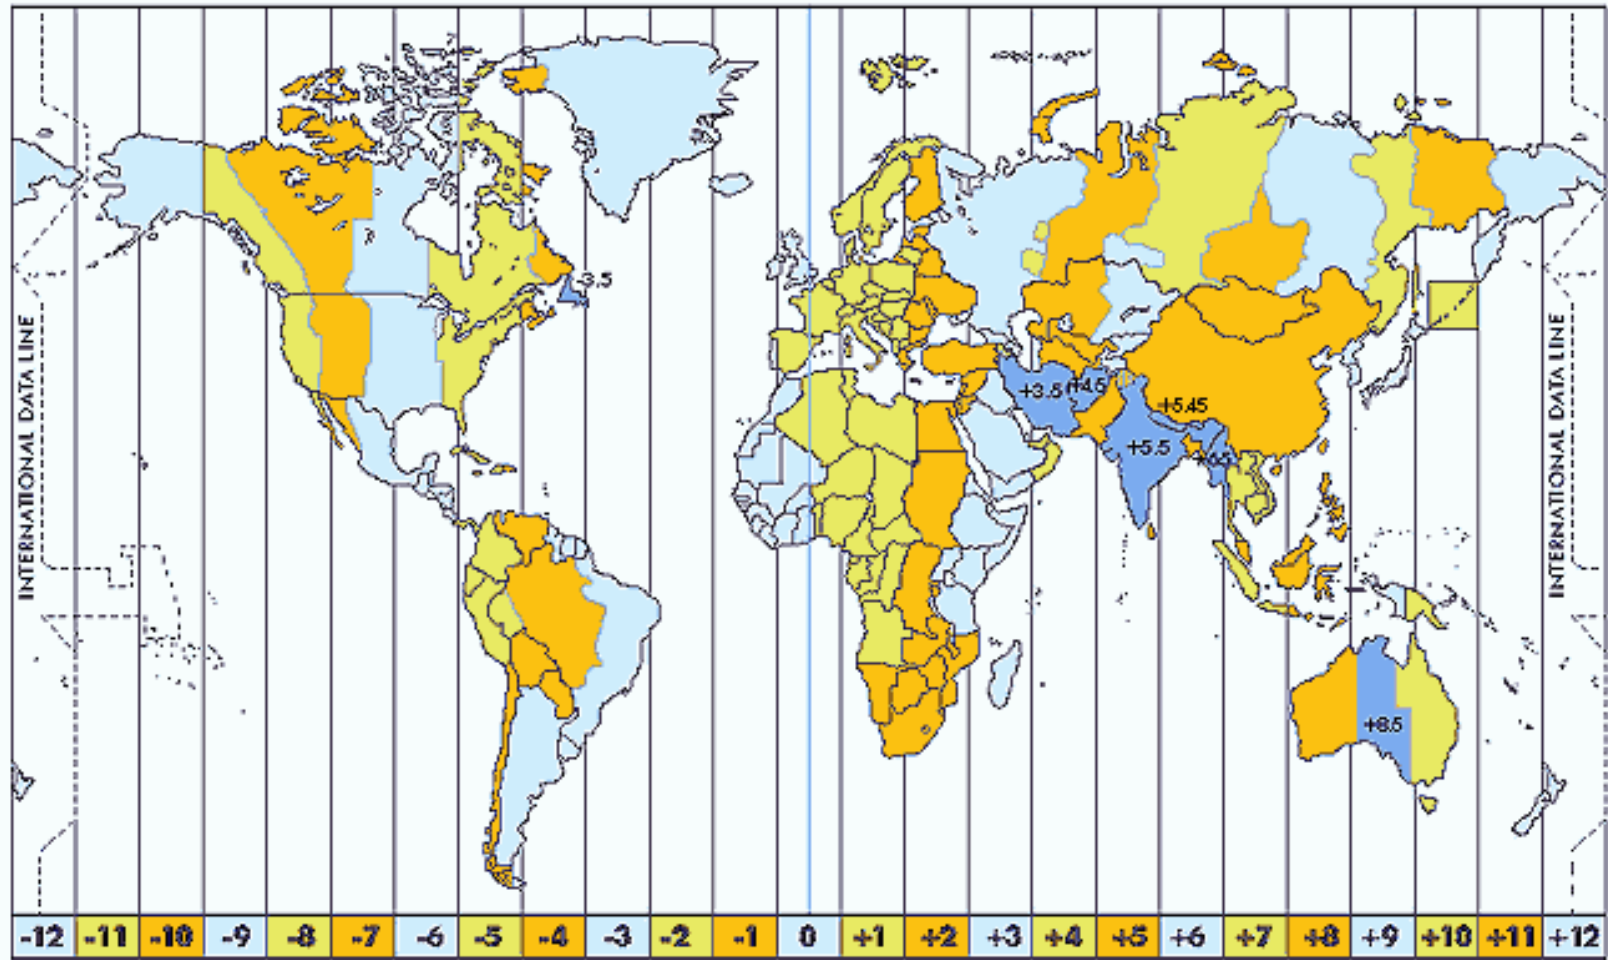 3.5
INTERNATIONAL DATA LINE
INTERNATIONAL DATA LINE
+3.5
+4.5
+5.45
+5.5
+6.5
+8.5
-12 -11 -10 -9 -8 -7 -6 -5 -4 -3 -2 -1 0 +1 +2 +3 +4 +5 +6 +7 +8 +9 +10 +11 +12